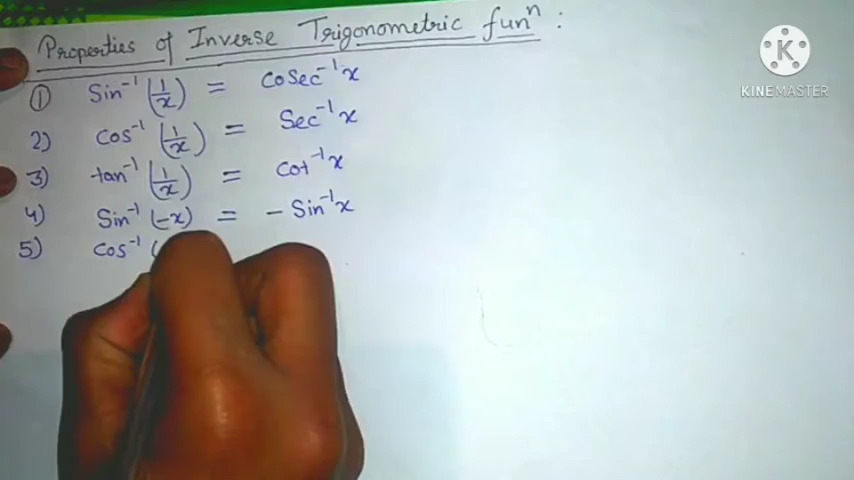 Properties of Inverse Trigonometric funⁿ :
① Sin⁻¹ (1/x) = CoSec⁻¹x
2) Cos⁻¹ (1/x) = Sec⁻¹x
3) tan⁻¹ (1/x) = Cot⁻¹x
4) Sin⁻¹ (-x) = - Sin⁻¹x
5) Cos⁻¹ (
K
KINEMASTER